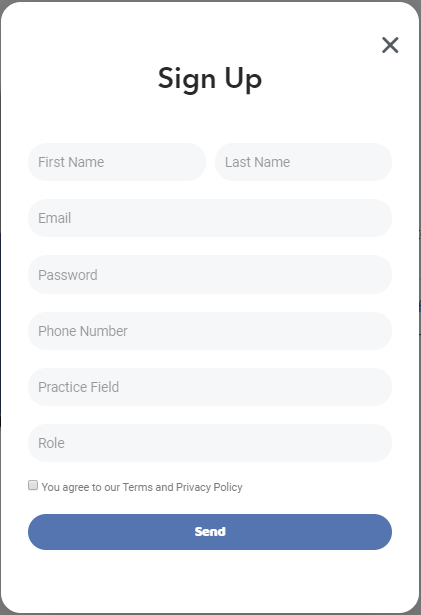 Sign Up
First Name
Last Name
Email
Password
Phone Number
Practice Field
Role
You agree to our Terms and Privacy Policy
Send